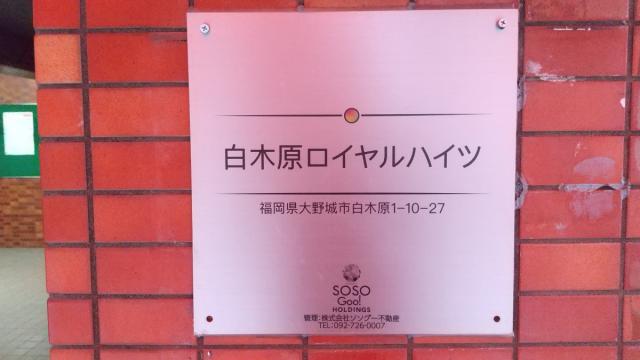 白木原ロイヤルハイツ
福岡県大野城市白木原1-10-27
SOSO
Goo!
HOLDINGS
管理:株式会社ソソグー不動産
TEL:092-726-0007